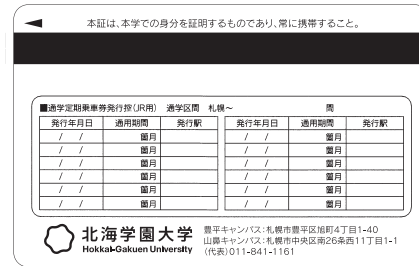 本証は、本学での身分を証明するものであり、常に携帯すること。
■通学定期乗車券発行控(JR用) 通学区間 札幌〜 間
発行年月日 通用期間 発行駅 発行年月日 通用期間 発行駅
/ / 箇月 / / 箇月
/ / 箇月 / / 箇月
/ / 箇月 / / 箇月
/ / 箇月 / / 箇月
/ / 箇月 / / 箇月
/ / 箇月 / / 箇月
北海学園大学
Hokkai-Gakuen University
豊平キャンパス:札幌市豊平区旭町4丁目1-40
山鼻キャンパス:札幌市中央区南26条西11丁目1-1
(代表)011-841-1161